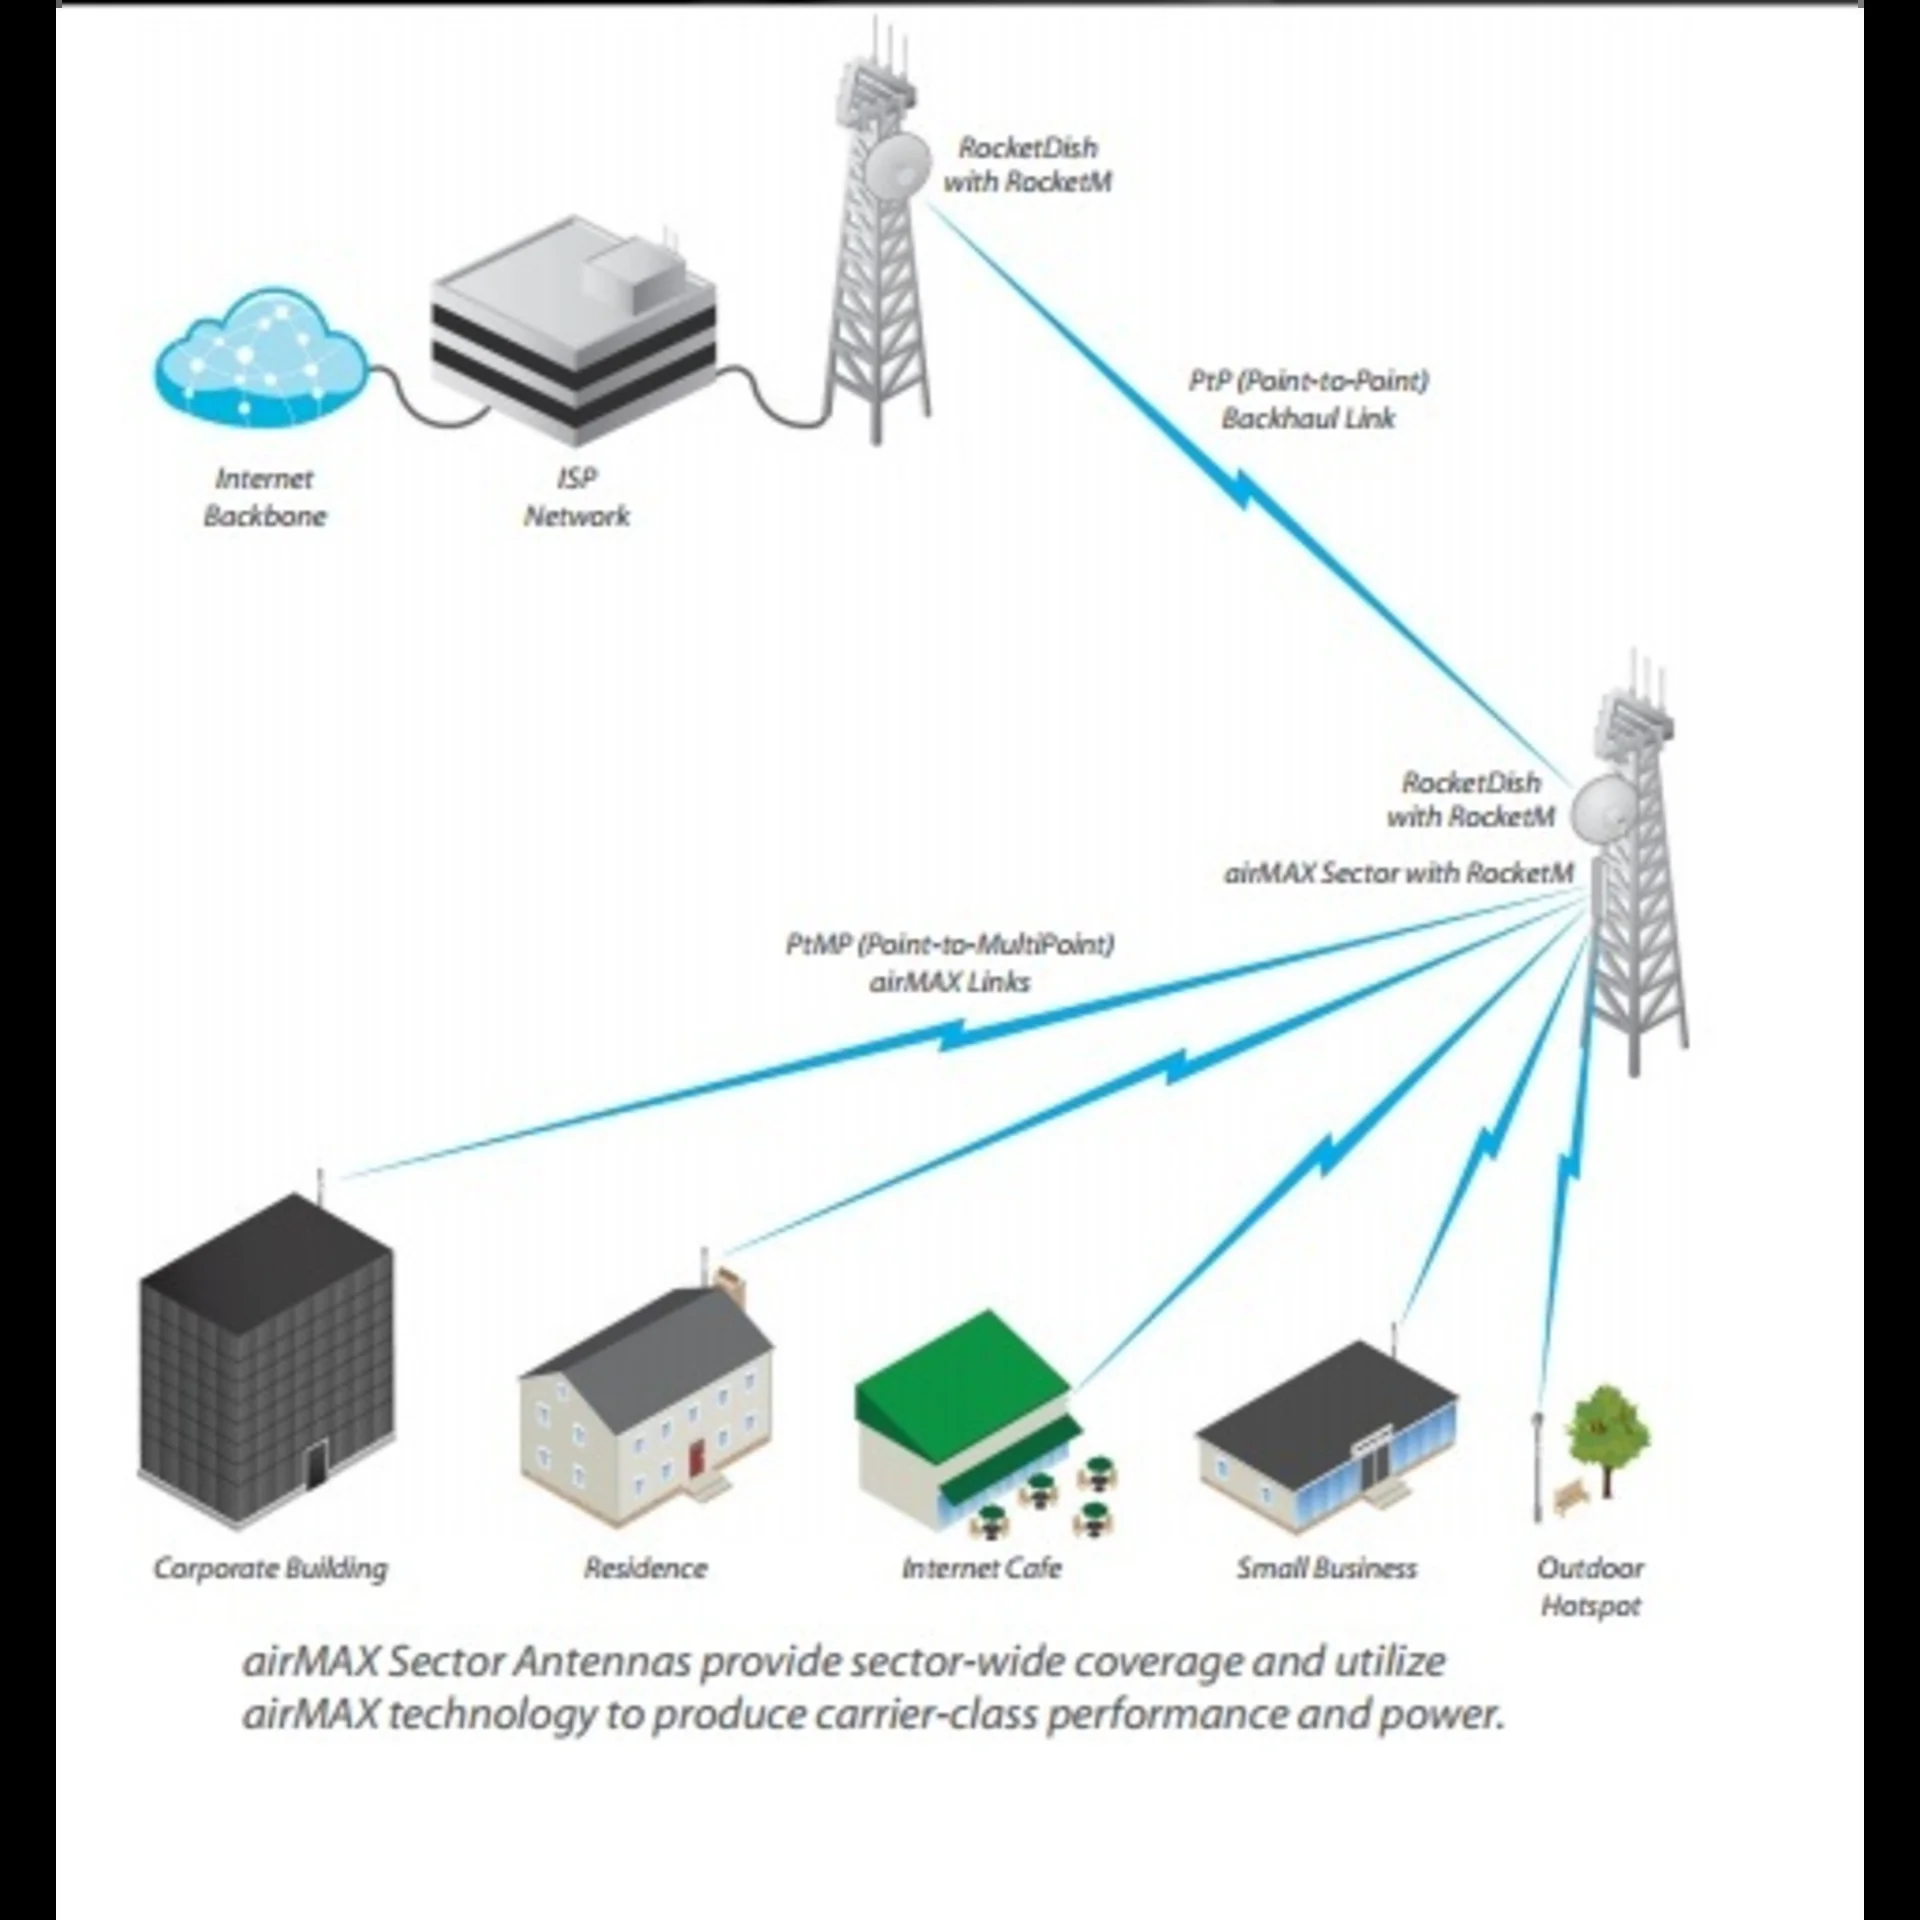 RocketDish
with RocketM
PtP (Point-to-Point)
Backhaul Link
Internet
Backbone
ISP
Network
RocketDish
with RocketM
airMAX Sector with RocketM
PtMP (Point-to-MultiPoint)
airMAX Links
Corporate Building
Residence
Internet Cafe
Small Business
Outdoor
Hotspot
airMAX Sector Antennas provide sector-wide coverage and utilize
airMAX technology to produce carrier-class performance and power.